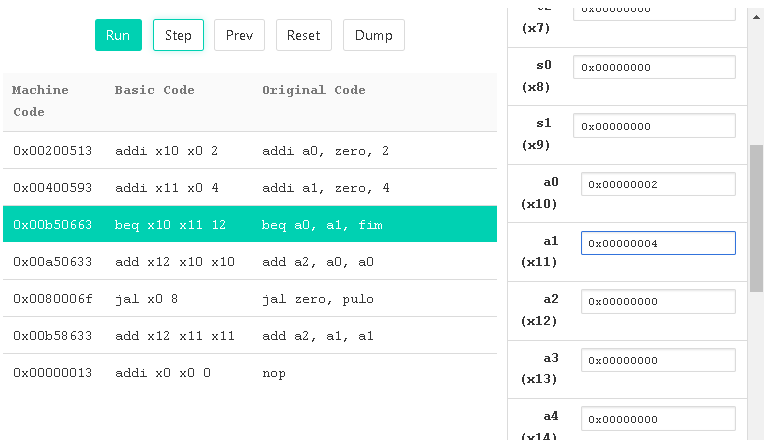 Run Step Prev Reset Dump
Machine Code Basic Code Original Code
0x00200513 addi x10 x0 2 addi a0, zero, 2
0x00400593 addi x11 x0 4 addi a1, zero, 4
0x00b50663 beq x10 x11 12 beq a0, a1, fim
0x00a50633 add x12 x10 x10 add a2, a0, a0
0x0080006f jal x0 8 jal zero, pulo
0x00b58633 add x12 x11 x11 add a2, a1, a1
0x00000013 addi x0 x0 0 nop
(x7) 0x00000000
s0 (x8) 0x00000000
s1 (x9) 0x00000000
a0 (x10) 0x00000002
a1 (x11) 0x00000004
a2 (x12) 0x00000000
a3 (x13) 0x00000000
a4 (x14) 0x00000000